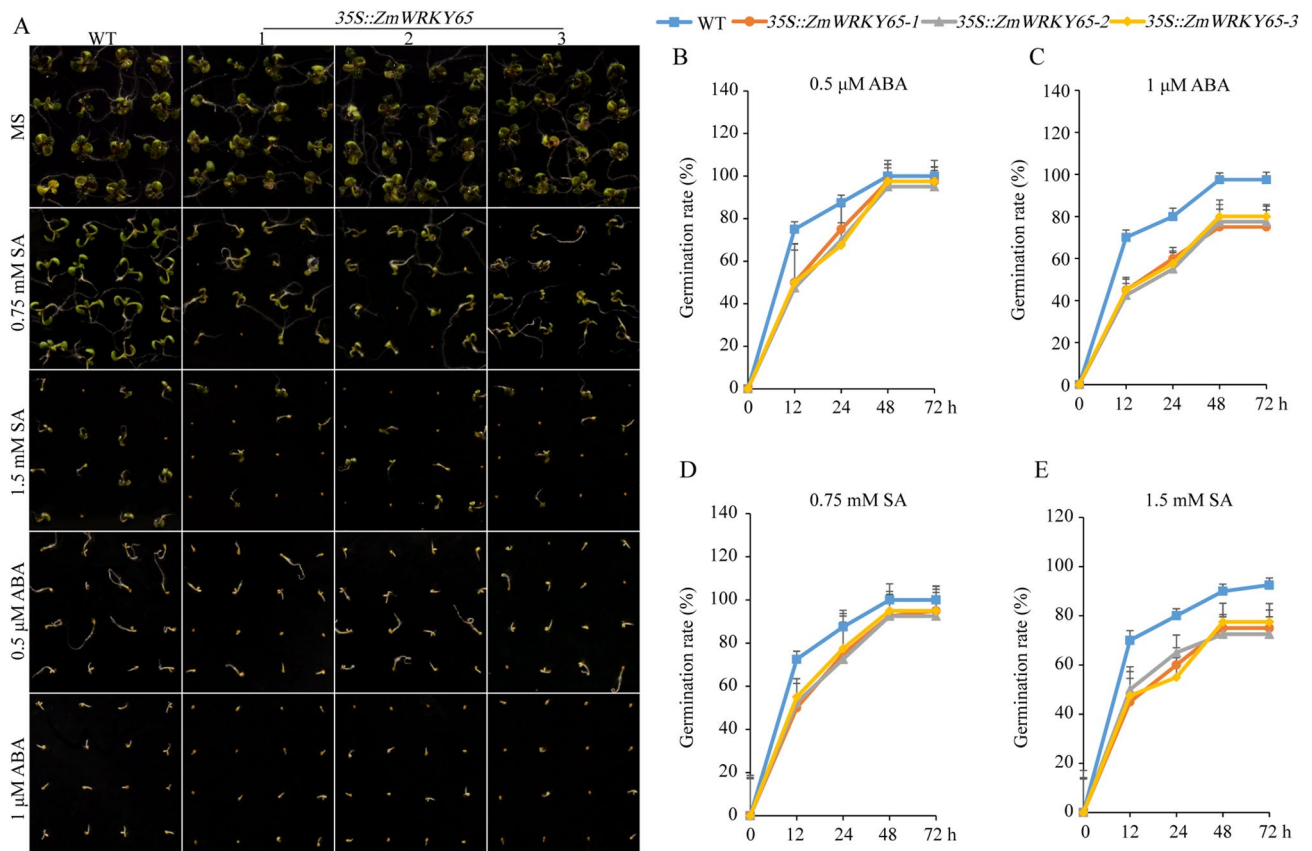 A
35S::ZmWRKY65
WT 1 2 3
MS
0.75 mM SA
1.5 mM SA
0.5 μM ABA
1 μM ABA
WT 35S::ZmWRKY65-1 35S::ZmWRKY65-2 35S::ZmWRKY65-3
B
0.5 μM ABA
Germination rate (%)
140
120
100
80
60
40
20
0
0 12 24 48 72 h
C
1 μM ABA
Germination rate (%)
140
120
100
80
60
40
20
0
0 12 24 48 72 h
D
0.75 mM SA
Germination rate (%)
140
120
100
80
60
40
20
0
0 12 24 48 72 h
E
1.5 mM SA
Germination rate (%)
120
100
80
60
40
20
0
0 12 24 48 72 h